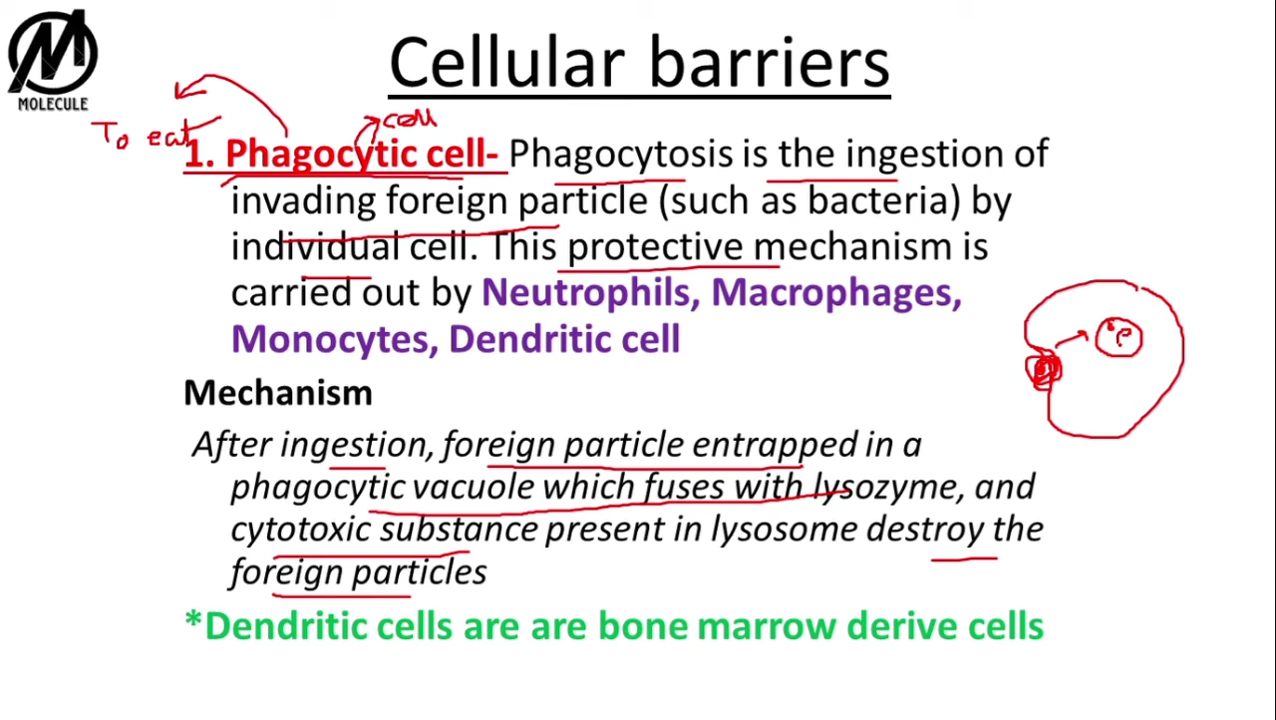 MOLECULE
Cellular barriers
To eat
cell
1. Phagocytic cell- Phagocytosis is the ingestion of
invading foreign particle (such as bacteria) by
individual cell. This protective mechanism is
carried out by Neutrophils, Macrophages,
Monocytes, Dendritic cell
P
Mechanism
After ingestion, foreign particle entrapped in a
phagocytic vacuole which fuses with lysozyme, and
cytotoxic substance present in lysosome destroy the
foreign particles
*Dendritic cells are are bone marrow derive cells